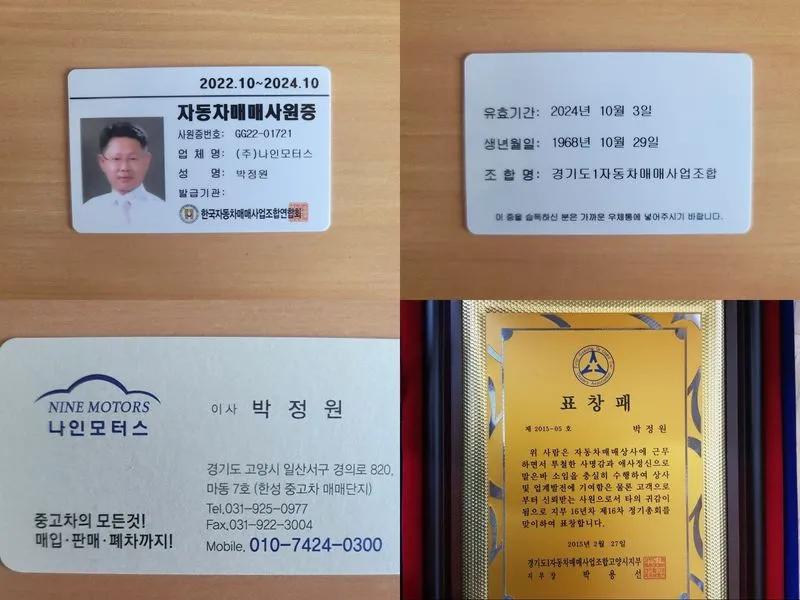 2022.10~2024.10
자동차매매사원증
사원증번호: GG22-01721
업 체 명: (주)나인모터스
성 명: 박정원
발급기관:
한국자동차매매사업조합연합회
유효기간: 2024년 10월 3일
생년월일: 1968년 10월 29일
조 합 명: 경기도1자동차매매사업조합
이 증을 습득하신 분은 가까운 우체통에 넣어주시기 바랍니다.
NINE MOTORS
나인모터스
이사 박 정 원
경기도 고양시 일산서구 경의로 820,
마동 7호 (한성 중고차 매매단지)
Tel,031-925-0977
Fax,031-922-3004
Mobile, 010-7424-0300
중고차의 모든것!
매입·판매·폐차까지!
표 창 패
제 2015-05 호 박 정 원
위 사람은 자동차매매상사에 근무
하면서 투철한 사명감과 애사정신으로
맡은바 소임을 충실히 수행하여 상사
및 업계발전에 기여함은 물론 고객으로
부터 신뢰받는 사원으로서 타의 귀감이
됨으로 지부 16년차 제16차 정기총회를
맞이하여 표창합니다.
2015년 2월 27일
경기도1자동차매매사업조합고양시지부
지 부 장 박 용 선